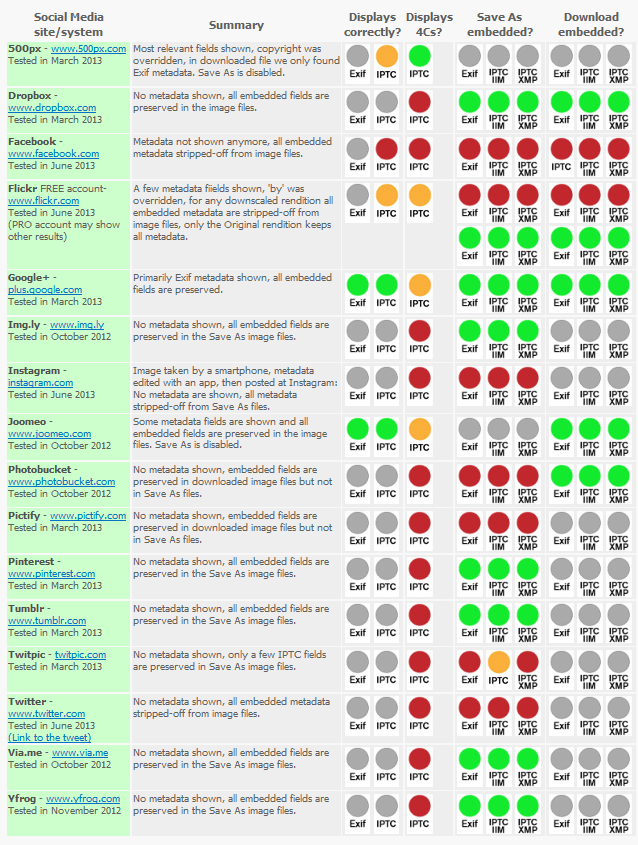 Social Media
site/system
Summary
Displays
correctly?
Displays
4Cs?
Save As
embedded?
Download
embedded?
500px - www.500px.com
Tested in March 2013
Most relevant fields shown, copyright was
overridden, in downloaded file we only found
Exif metadata. Save As is disabled.
Exif IPTC IPTC Exif IPTC IIM IPTC XMP Exif IPTC IIM IPTC XMP
Dropbox -
www.dropbox.com
Tested in March 2013
No metadata shown, all embedded fields are
preserved in the image files.
Exif IPTC IPTC Exif IPTC IIM IPTC XMP Exif IPTC IIM IPTC XMP
Facebook -
www.facebook.com
Tested in June 2013
Metadata not shown anymore, all embedded
metadata stripped-off from image files.
Exif IPTC IPTC Exif IPTC IIM IPTC XMP Exif IPTC IIM IPTC XMP
Flickr FREE account-
www.flickr.com
Tested in June 2013
(PRO account may show
other results)
A few metadata fiields shown, 'by' was
overridden, for any downscaled rendition all
embedded metadata are stripped-off from
image files, only the Original rendition keeps
all metadata.
Exif IPTC IPTC Exif IPTC IIM IPTC XMP Exif IPTC IIM IPTC XMP
Exif IPTC IIM IPTC XMP Exif IPTC IIM IPTC XMP
Google+ -
plus.google.com
Tested in March 2013
Primarily Exif metadata shown, all embedded
fields are preserved.
Exif IPTC IPTC Exif IPTC IIM IPTC XMP Exif IPTC IIM IPTC XMP
Img.ly - www.img.ly
Tested in October 2012
No metadata shown, all embedded fields are
preserved in the Save As image files.
Exif IPTC IPTC Exif IPTC IIM IPTC XMP Exif IPTC IIM IPTC XMP
Instagram -
instagram.com
Tested in June 2013
Image taken by a smartphone, metadata
edited with an app, then posted at Instagram:
No metadata are shown, all metadata
stripped-off from Save As files.
Exif IPTC IPTC Exif IPTC IIM IPTC XMP Exif IPTC IIM IPTC XMP
Joomeo -
www.joomeo.com
Tested in October 2012
Some metadata fields are shown and all
embedded fields are preserved in the image
files. Save As is disabled.
Exif IPTC IPTC Exif IPTC IIM IPTC XMP Exif IPTC IIM IPTC XMP
Photobucket -
www.photobucket.com
Tested in October 2012
No metadata shown, embedded fields are
preserved in downloaded image files but not
in Save As files.
Exif IPTC IPTC Exif IPTC IIM IPTC XMP Exif IPTC IIM IPTC XMP
Pictify - www.pictify.com
Tested in March 2013
No metadata shown, embedded fields are
preserved in downloaded image files but not
in Save As files.
Exif IPTC IPTC Exif IPTC IIM IPTC XMP Exif IPTC IIM IPTC XMP
Pinterest -
www.pinterest.com
Tested in March 2013
No metadata shown, all embedded fields are
preserved in the Save As image files.
Exif IPTC IPTC Exif IPTC IIM IPTC XMP Exif IPTC IIM IPTC XMP
Tumblr -
www.tumblr.com
Tested in March 2013
No metadata shown, all embedded fields are
preserved in the Save As image files.
Exif IPTC IPTC Exif IPTC IIM IPTC XMP Exif IPTC IIM IPTC XMP
Twitpic - twitpic.com
Tested in March 2013
No metadata shown, only a few IPTC fields
are preserved in Save As image files.
Exif IPTC IPTC Exif IPTC IPTC XMP Exif IPTC IIM IPTC XMP
Twitter -
www.twitter.com
Tested in June 2013
(Link to the tweet)
No metadata shown, all embedded metadata
stripped-off from image files.
Exif IPTC IPTC Exif IPTC IIM IPTC XMP Exif IPTC IIM IPTC XMP
Via.me - www.via.me
Tested in October 2012
No metadata shown, all embedded fields are
preserved in the Save As image files.
Exif IPTC IPTC Exif IPTC IIM IPTC XMP Exif IPTC IIM IPTC XMP
Yfrog - www.yfrog.com
Tested in November 2012
No metadata shown, all embedded fields are
preserved in the Save As image files.
Exif IPTC IPTC Exif IPTC IIM IPTC XMP Exif IPTC IIM IPTC XMP